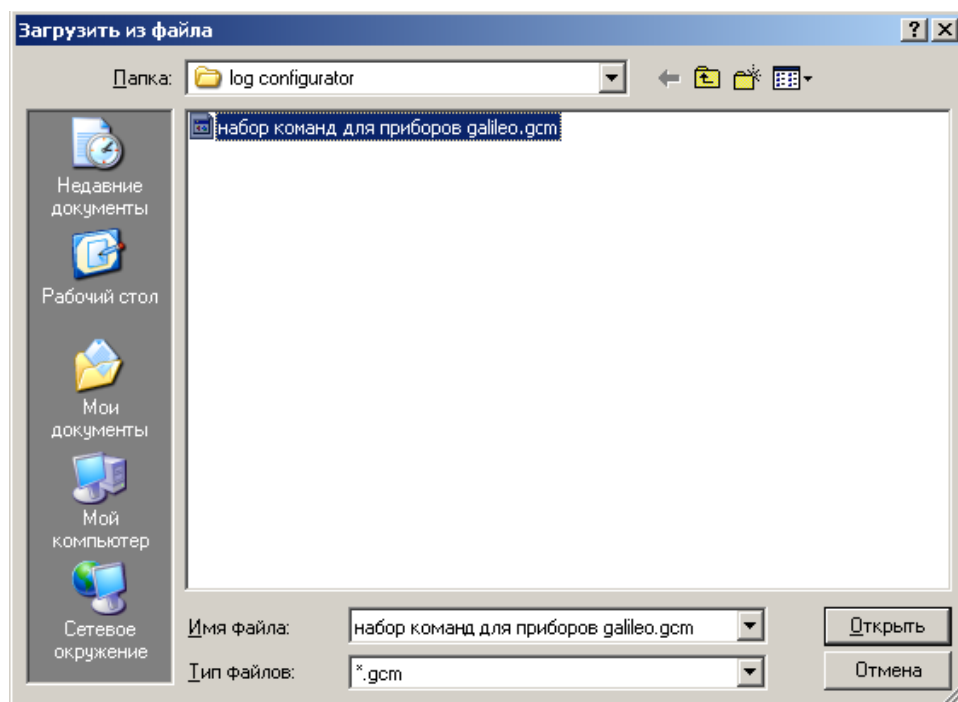 Загрузить из файла
Папка: log configurator
набор команд для приборов galileo.gcm
Недавние
документы
Рабочий стол
Мои
документы
Мой
компьютер
Сетевое
окружение
Имя файла: набор команд для приборов galileo.gcm Открыть
Тип файлов: *.gcm Отмена